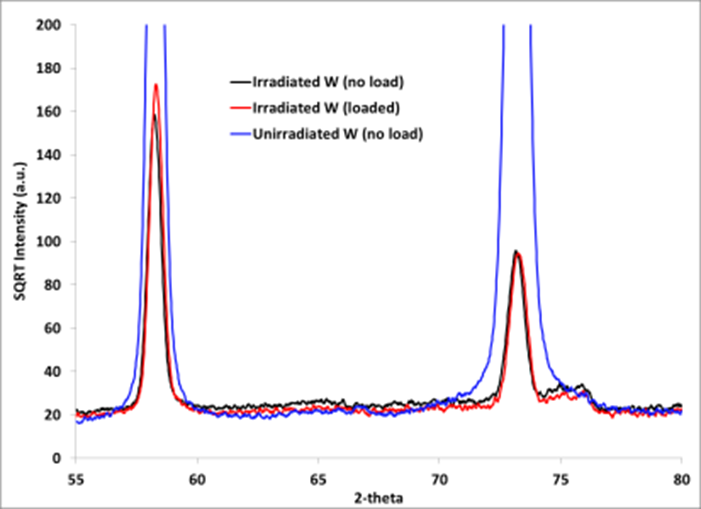 200
180
160
140
120
100
80
60
40
20
0
SQRT Intensity (a.u.)
Irradiated W (no load)
Irradiated W (loaded)
Unirradiated W (no load)
55 60 65 70 75 80
2-theta